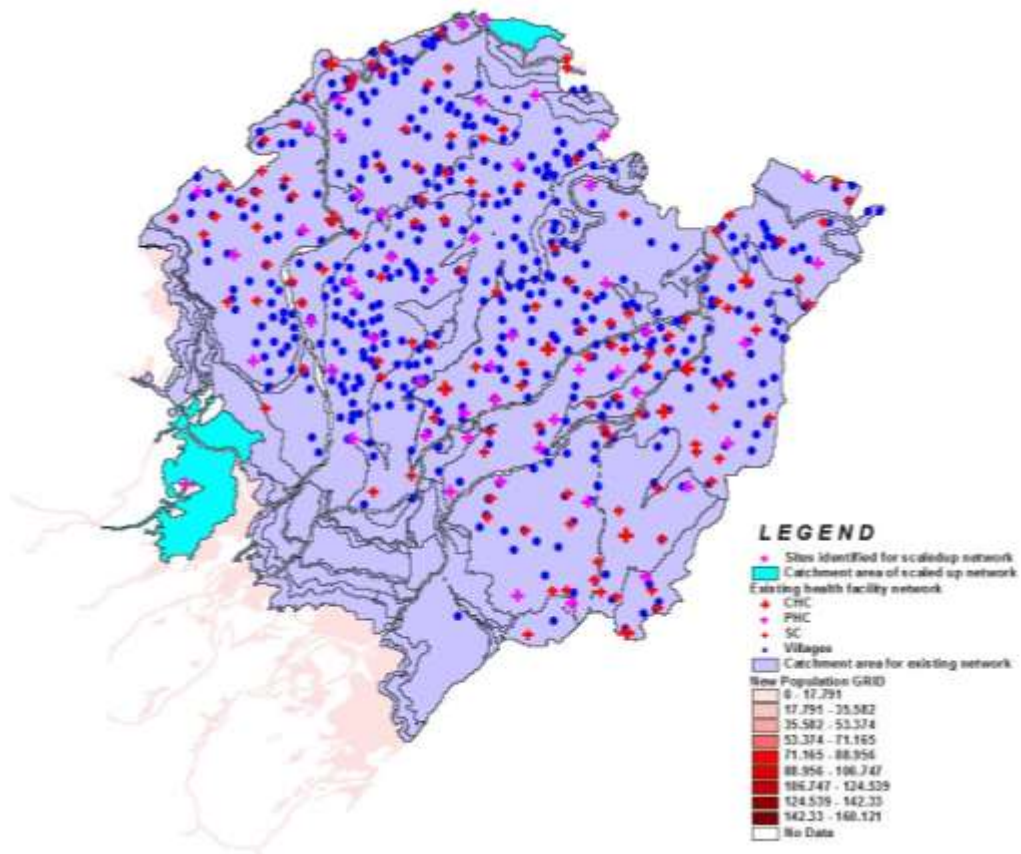 LEGEND
Sites identified for scaledup network
Catchment area of scaled up network
Existing health facility network
CHC
PHC
SC
Villages
Catchment area for existing network
New Population GRID
0 - 17.791
17.791 - 35.582
35.582 - 53.374
53.374 - 71.165
71.165 - 88.956
88.956 - 106.747
106.747 - 124.539
124.539 - 142.33
142.33 - 160.121
No Data